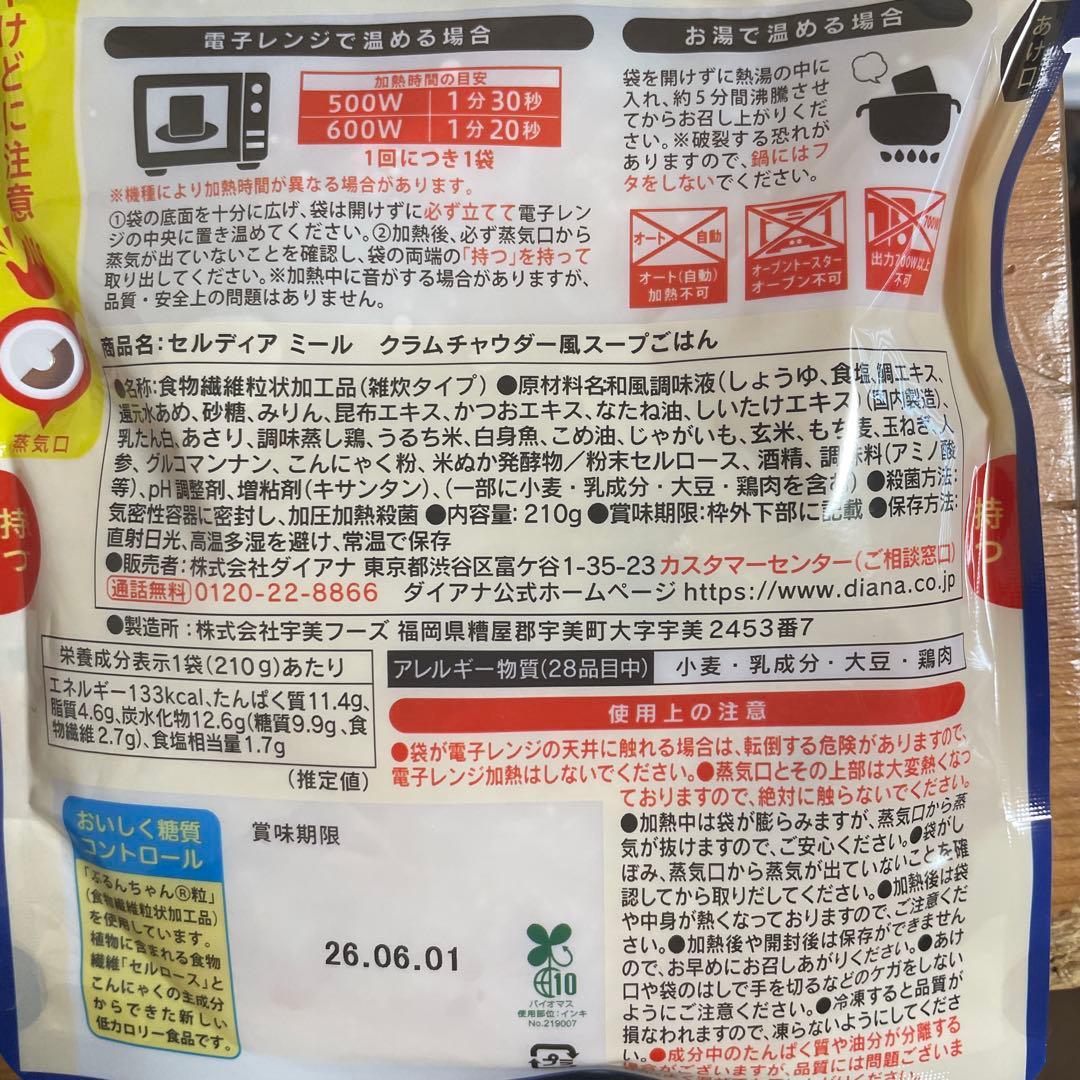 やけどに注意
蒸気口
持つ
電子レンジで温める場合
加熱時間の目安
500W 1分30秒
600W 1分20秒
1回につき1袋
※機種により加熱時間が異なる場合があります。
①袋の底面を十分に広げ、袋は開けずに必ず立てて電子レン
ジの中央に置き温めてください。②加熱後、必ず蒸気口から
蒸気が出ていないことを確認し、袋の両端の「持つ」を持って
取り出してください。※加熱中に音がする場合がありますが、
品質・安全上の問題はありません。
お湯で温める場合
袋を開けずに熱湯の中に
入れ、約5分間沸騰させ
てからお召し上がりくだ
さい。※破裂する恐れが
ありますので、鍋にはフ
タをしないでください。
あけ口
オート 自動
オート(自動)
加熱不可
オーブントースター
オーブン不可
700W
出力700W以上
不可
商品名:セルディア ミール クラムチャウダー風スープごはん
●名称:食物繊維粒状加工品(雑炊タイプ) ●原材料名:和風調味液(しょうゆ、食塩、鯛エキス、
還元水あめ、砂糖、みりん、昆布エキス、かつおエキス、なたね油、しいたけエキス)(国内製造)、
乳たん白、あさり、調味蒸し鶏、うるち米、白身魚、こめ油、じゃがいも、玄米、もち麦、玉ねぎ、人
参、グルコマンナン、こんにゃく粉、米ぬか発酵物/粉末セルロース、酒精、調味料(アミノ酸
等)、pH調整剤、増粘剤(キサンタン)、(一部に小麦・乳成分・大豆・鶏肉を含む) ●殺菌方法:
気密性容器に密封し、加圧加熱殺菌 ●内容量:210g ●賞味期限:枠外下部に記載 ●保存方法:
直射日光、高温多湿を避け、常温で保存
●販売者:株式会社ダイアナ 東京都渋谷区富ケ谷1-35-23 カスタマーセンター(ご相談窓口)
通話無料 0120-22-8866 ダイアナ公式ホームページ https://www.diana.co.jp
持つ
●製造所:株式会社宇美フーズ 福岡県糟屋郡宇美町大字宇美2453番7
栄養成分表示1袋(210g)あたり
エネルギー133kcal、たんぱく質11.4g、
脂質4.6g、炭水化物12.6g(糖質9.9g、食
物繊維2.7g)、食塩相当量1.7g
(推定値)
アレルギー物質(28品目中) 小麦・乳成分・大豆・鶏肉
使用上の注意
●袋が電子レンジの天井に触れる場合は、転倒する危険がありますので、
電子レンジ加熱はしないでください。●蒸気口とその上部は大変熱くなっ
ておりますので、絶対に触らないでください。
●加熱中は袋が膨らみますが、蒸気口から蒸
気が抜けますので、ご安心ください。●袋がし
ぼみ、蒸気口から蒸気が出ていないことを確
認してから取りだしてください。●加熱後は袋
や中身が熱くなっておりますので、ご注意くだ
さい。●加熱後や開封後は保存ができません
ので、お早めにお召しあがりください。●あけ
口や袋のはしで手を切るなどのケガをしない
ようにご注意ください。●冷凍すると品質が
損なわれますので、凍らないようにしてくださ
い。●成分中のたんぱく質や油分が分離する
場合がございますが、品質には問題ございま
おいしく糖質
コントロール
「ぷるんちゃん®粒」
(食物繊維粒状加工品)
を使用しています。
植物に含まれる食物
繊維「セルロース」と
こんにゃくの主成分
からできた新しい
低カロリー食品です。
賞味期限
26.06.01
10
バイオマス
使用部位:インキ
No.219007